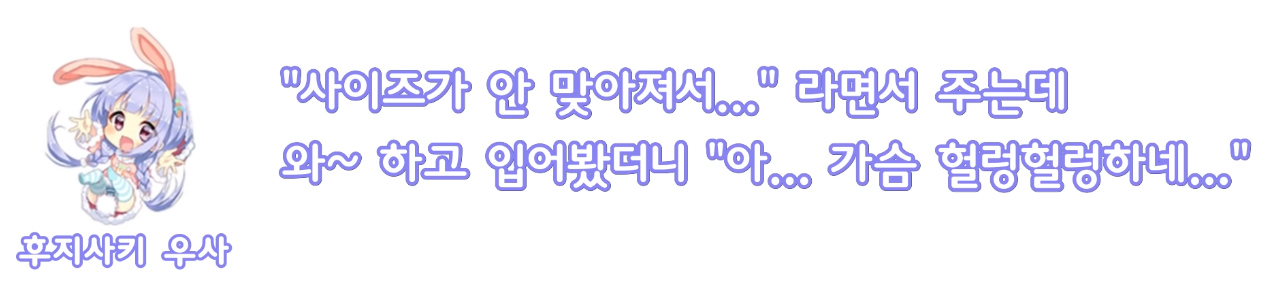 "사이즈가 안 맞아져서..." 라면서 주는데
와~ 하고 입어봤더니 "아... 가슴 헐렁헐렁하네..."
후지사키 우사